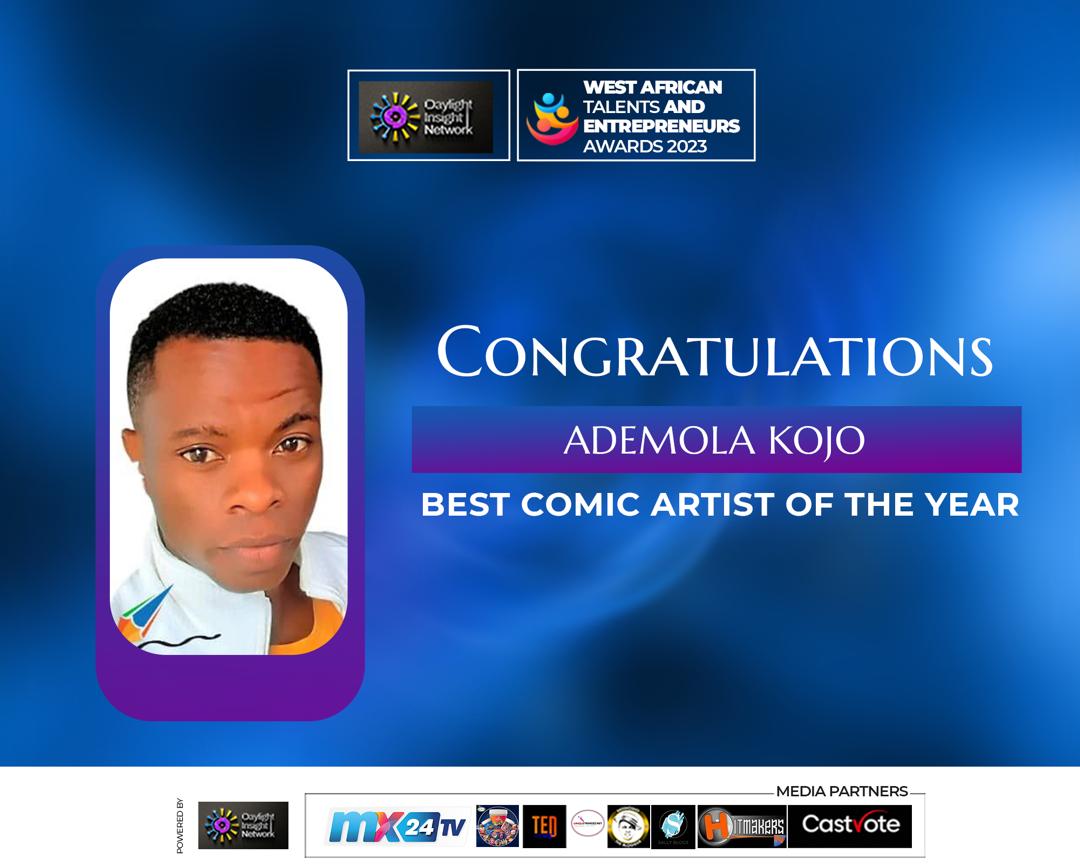 Daylight
Insight
Network
WEST AFRICAN
TALENTS AND
ENTREPRENEURS
AWARDS 2023
CONGRATULATIONS
ADEMOLA KOJO
BEST COMIC ARTIST OF THE YEAR
MEDIA PARTNERS
POWERED BY
Daylight
Insight
Network
mx24TV
TEQ
HITMAKERS
CastVote